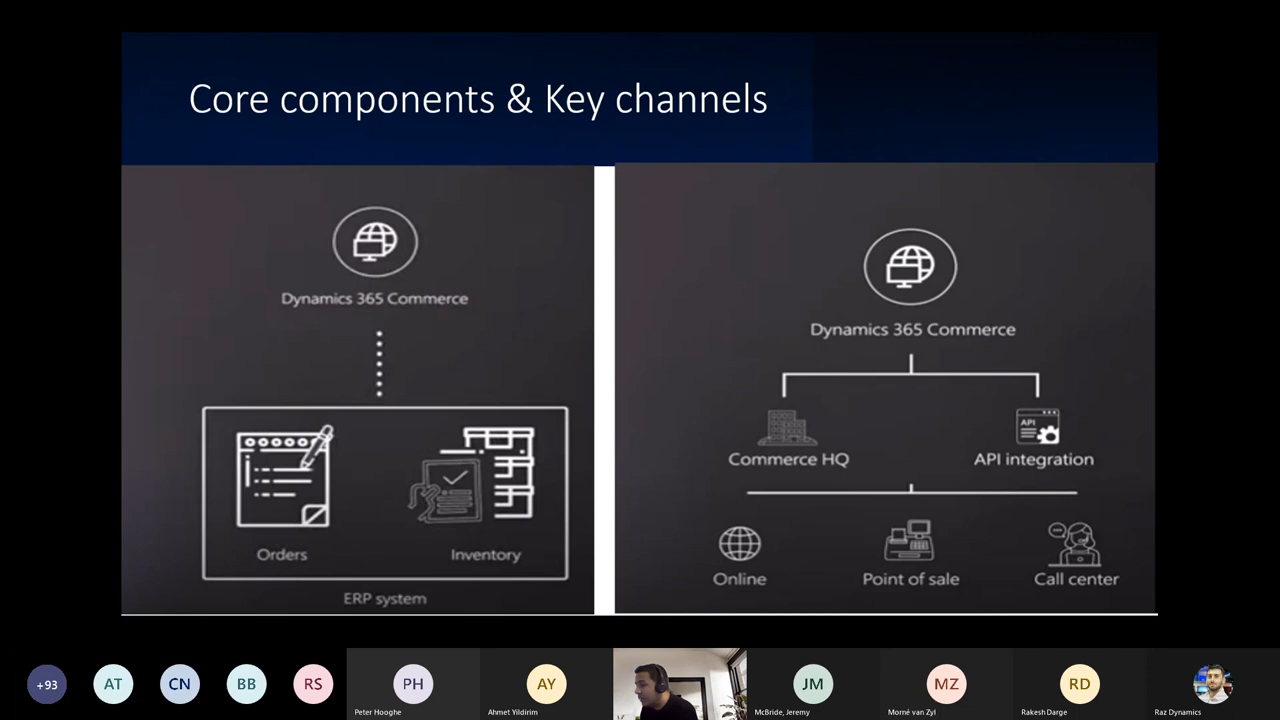 Core components & Key channels
Dynamics 365 Commerce
Orders
Inventory
ERP system
Dynamics 365 Commerce
Commerce HQ
API
API integration
Online
Point of sale
Call center
+93
AT
CN
BB
RS
PH
Peter Hooghe
AY
Ahmet Yildirim
JM
McBride, Jeremy
MZ
Morné van Zyl
RD
Rakesh Darge
Raz Dynamics